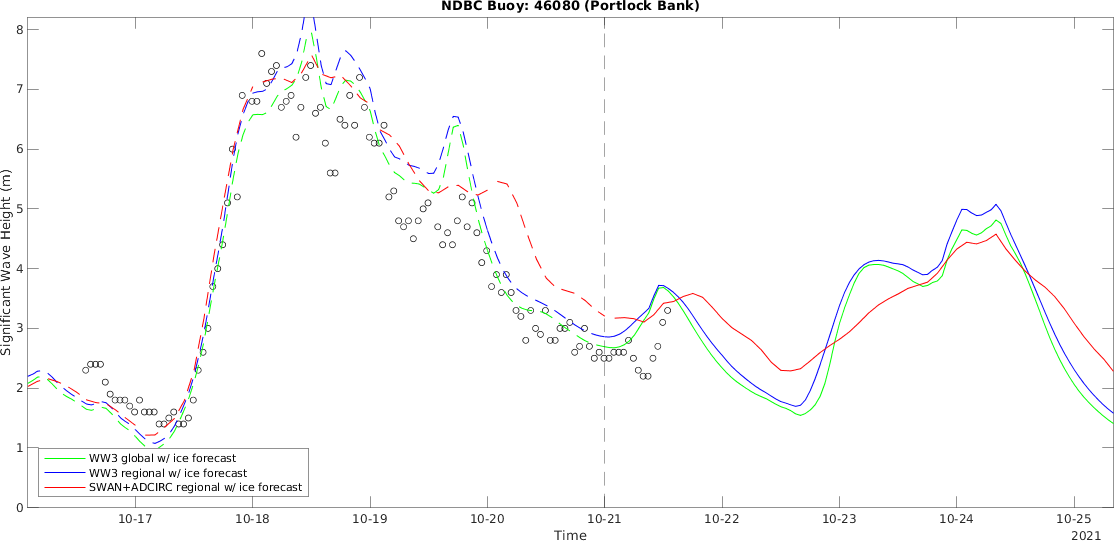 NDBC Buoy: 46080 (Portlock Bank)
8
7
6
5
4
3
2
1
0
Significant Wave Height (m)
WW3 global w/ ice forecast
WW3 regional w/ ice forecast
SWAN+ADCIRC regional w/ ice forecast
10-17 10-18 10-19 10-20 10-21 10-22 10-23 10-24 10-25
Time
2021